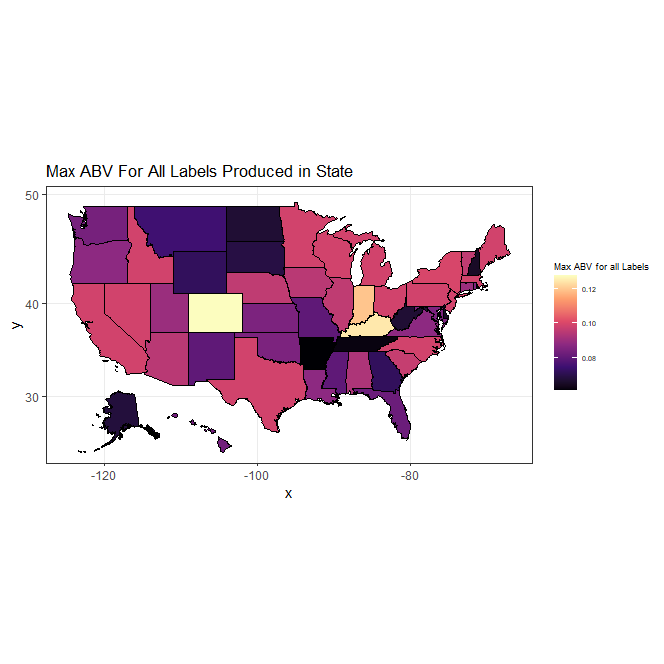 Max ABV For All Labels Produced in State
50
40
30
y
-120
-100
-80
x
Max ABV for all Labels
0.12
0.10
0.08